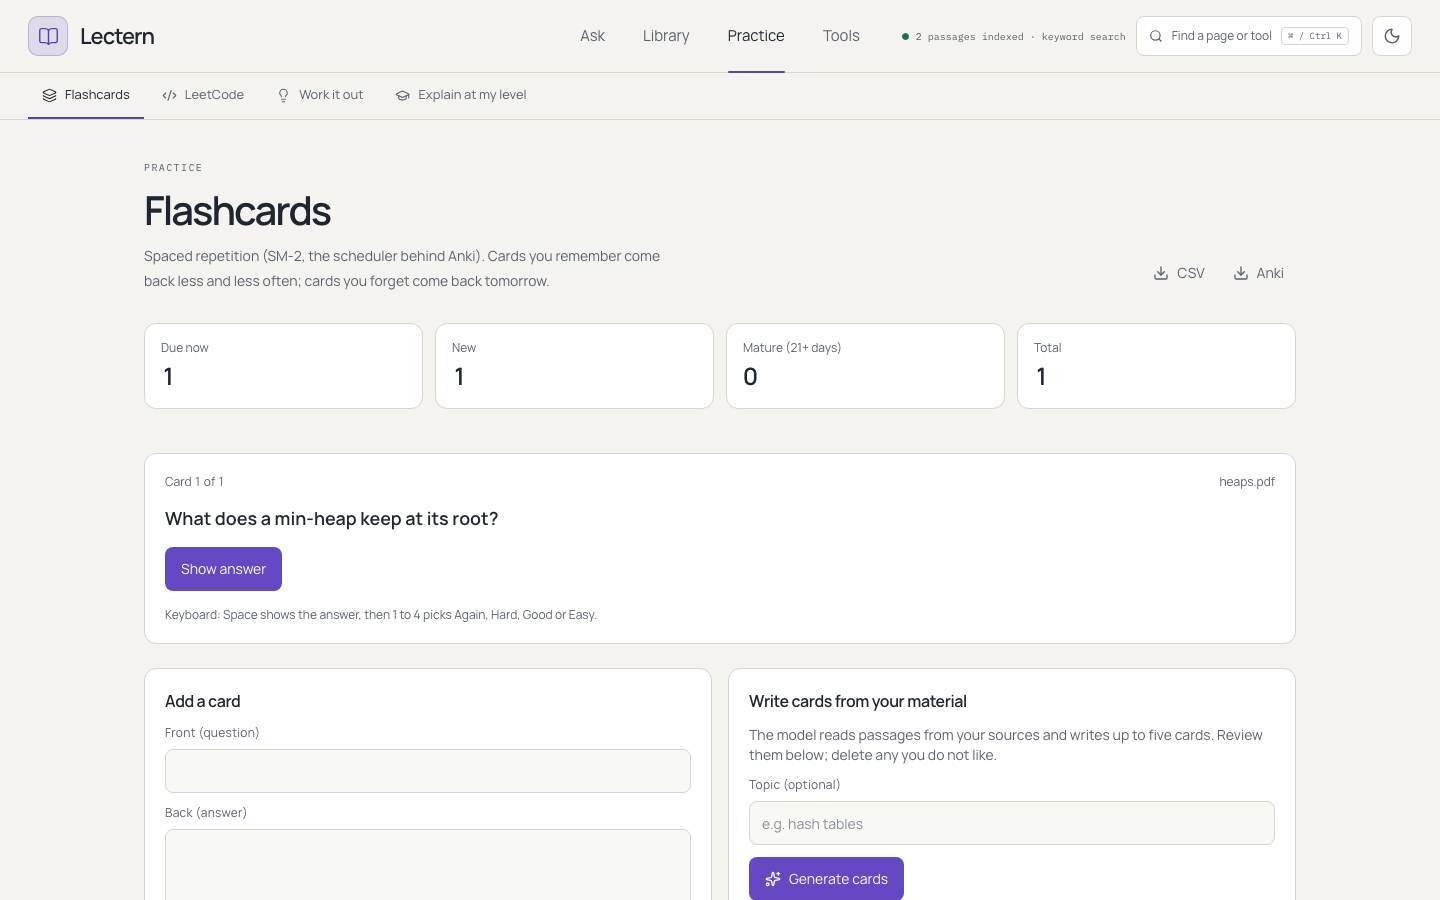 Lectern
Ask
Library
Practice
Tools
2 passages indexed · keyword search
Find a page or tool
⌘ / Ctrl K
Flashcards
LeetCode
Work it out
Explain at my level
PRACTICE
Flashcards
Spaced repetition (SM-2, the scheduler behind Anki). Cards you remember come
back less and less often; cards you forget come back tomorrow.
CSV
Anki
Due now
1
New
1
Mature (21+ days)
0
Total
1
Card 1 of 1
heaps.pdf
What does a min-heap keep at its root?
Show answer
Keyboard: Space shows the answer, then 1 to 4 picks Again, Hard, Good or Easy.
Add a card
Front (question)
Back (answer)
Write cards from your material
The model reads passages from your sources and writes up to five cards. Review
them below; delete any you do not like.
Topic (optional)
e.g. hash tables
Generate cards